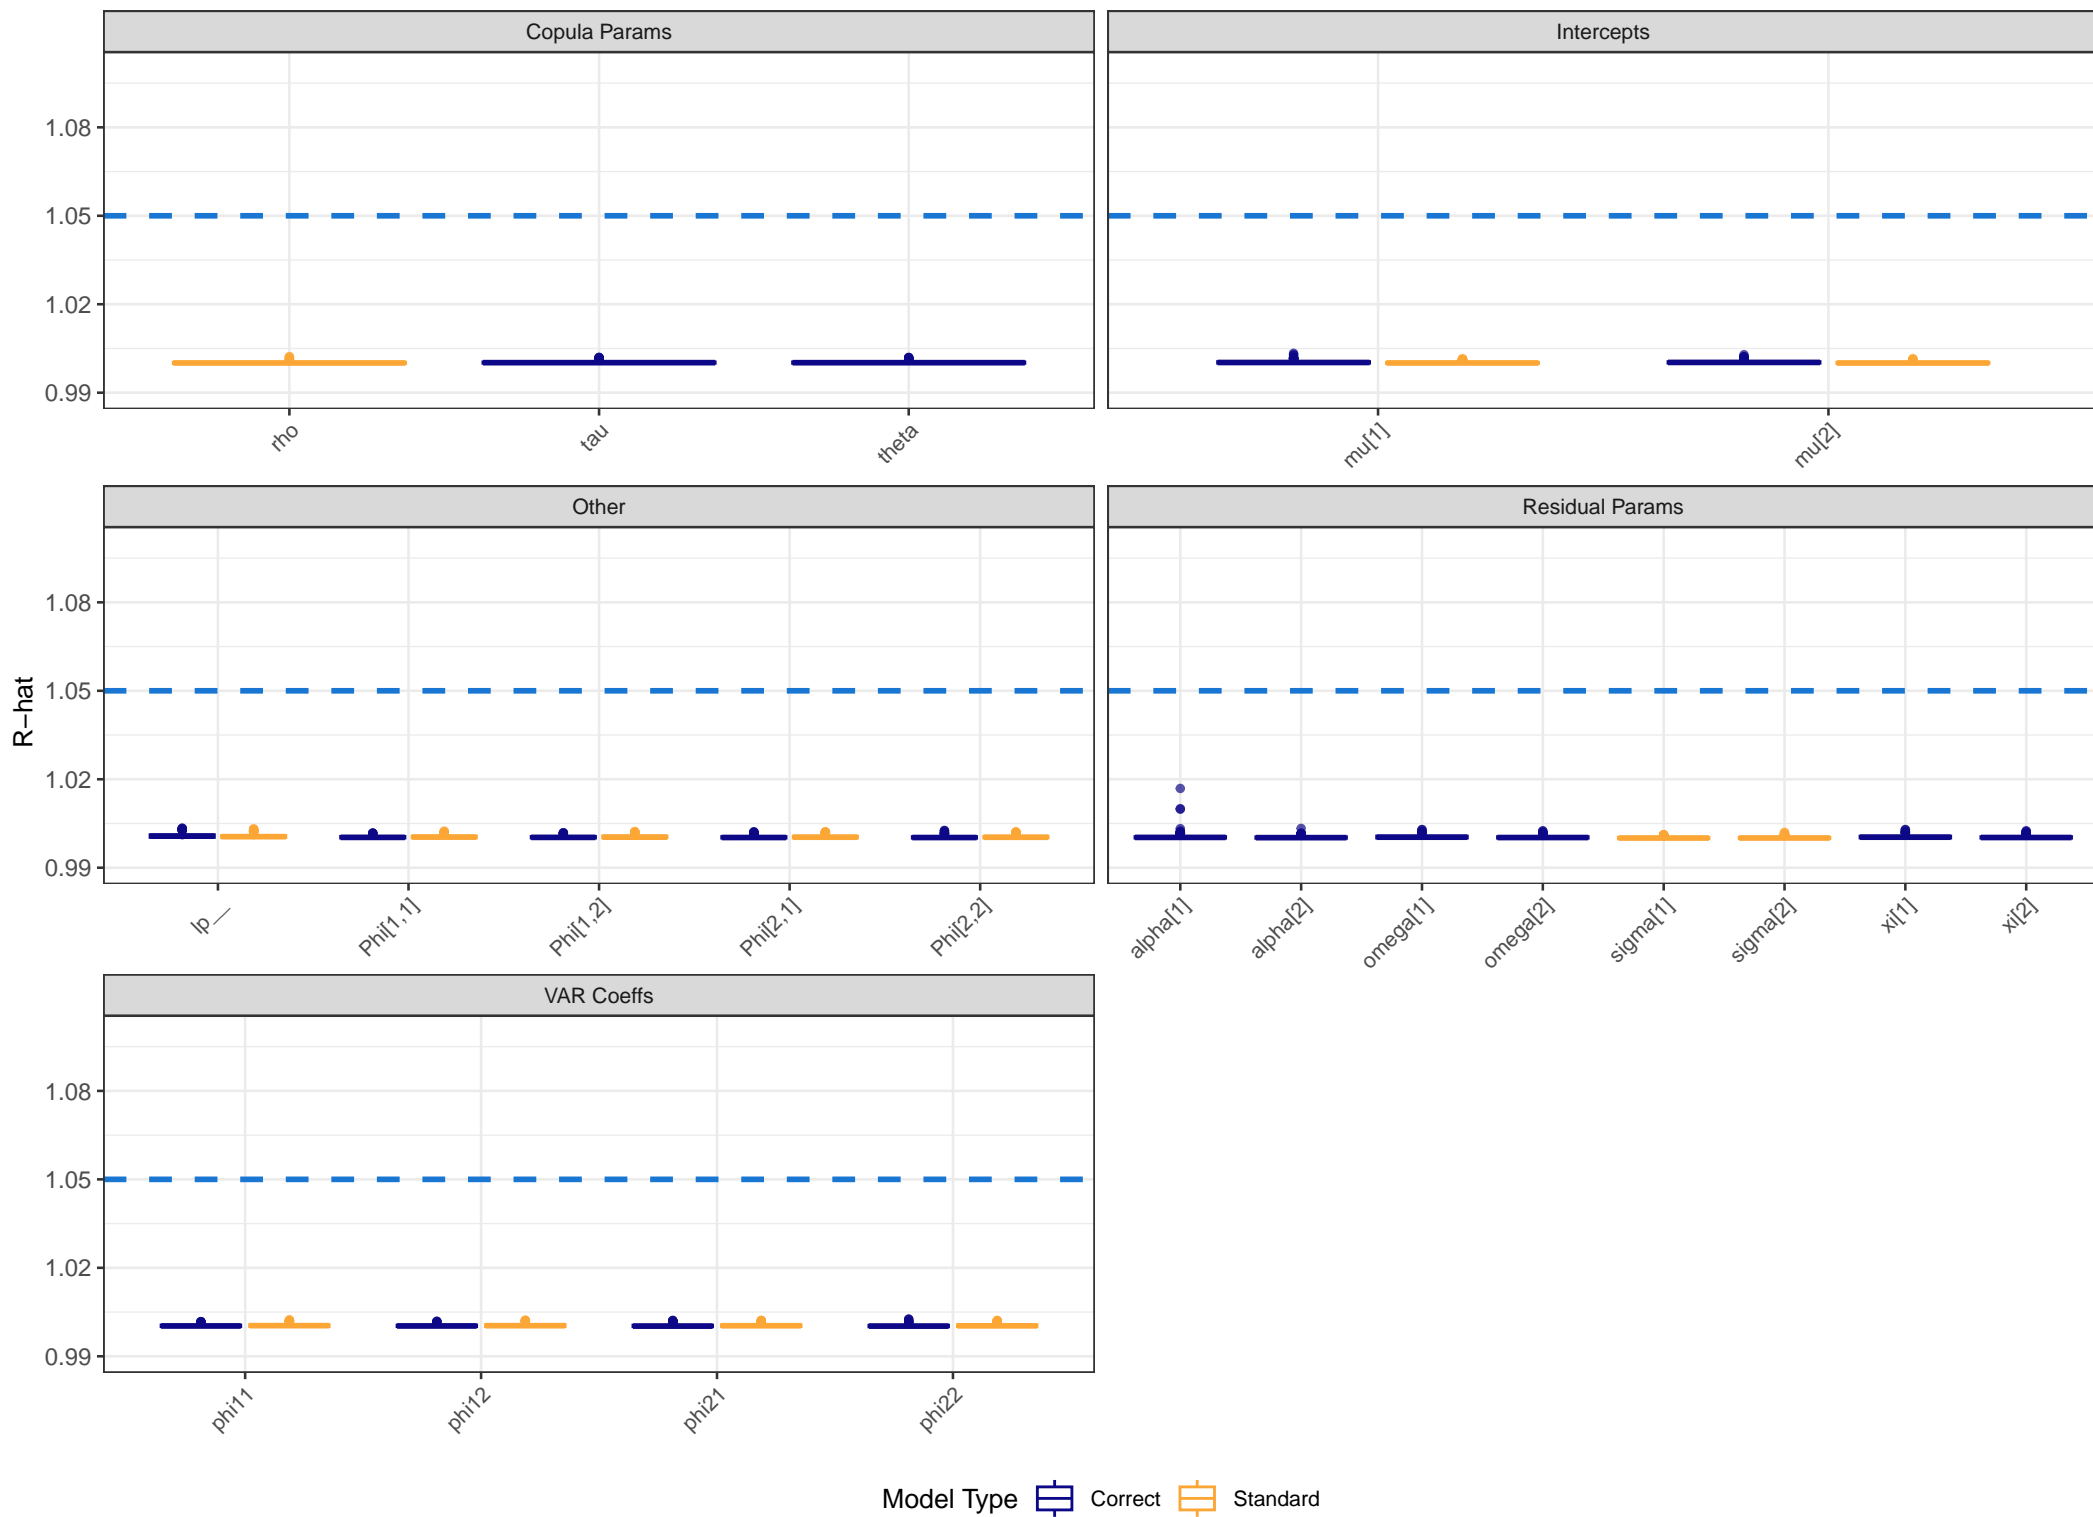 Copula Params
Intercepts
1.08
1.05
1.02
0.99
rho
tau
theta
mu[1]
mu[2]
Other
Residual Params
R−hat
1.08
1.05
1.02
0.99
lp__
Phi[1,1]
Phi[1,2]
Phi[2,1]
Phi[2,2]
alpha[1]
alpha[2]
omega[1]
omega[2]
sigma[1]
sigma[2]
xi[1]
xi[2]
VAR Coeffs
1.08
1.05
1.02
0.99
phi11
phi12
phi21
phi22
Model Type Correct Standard